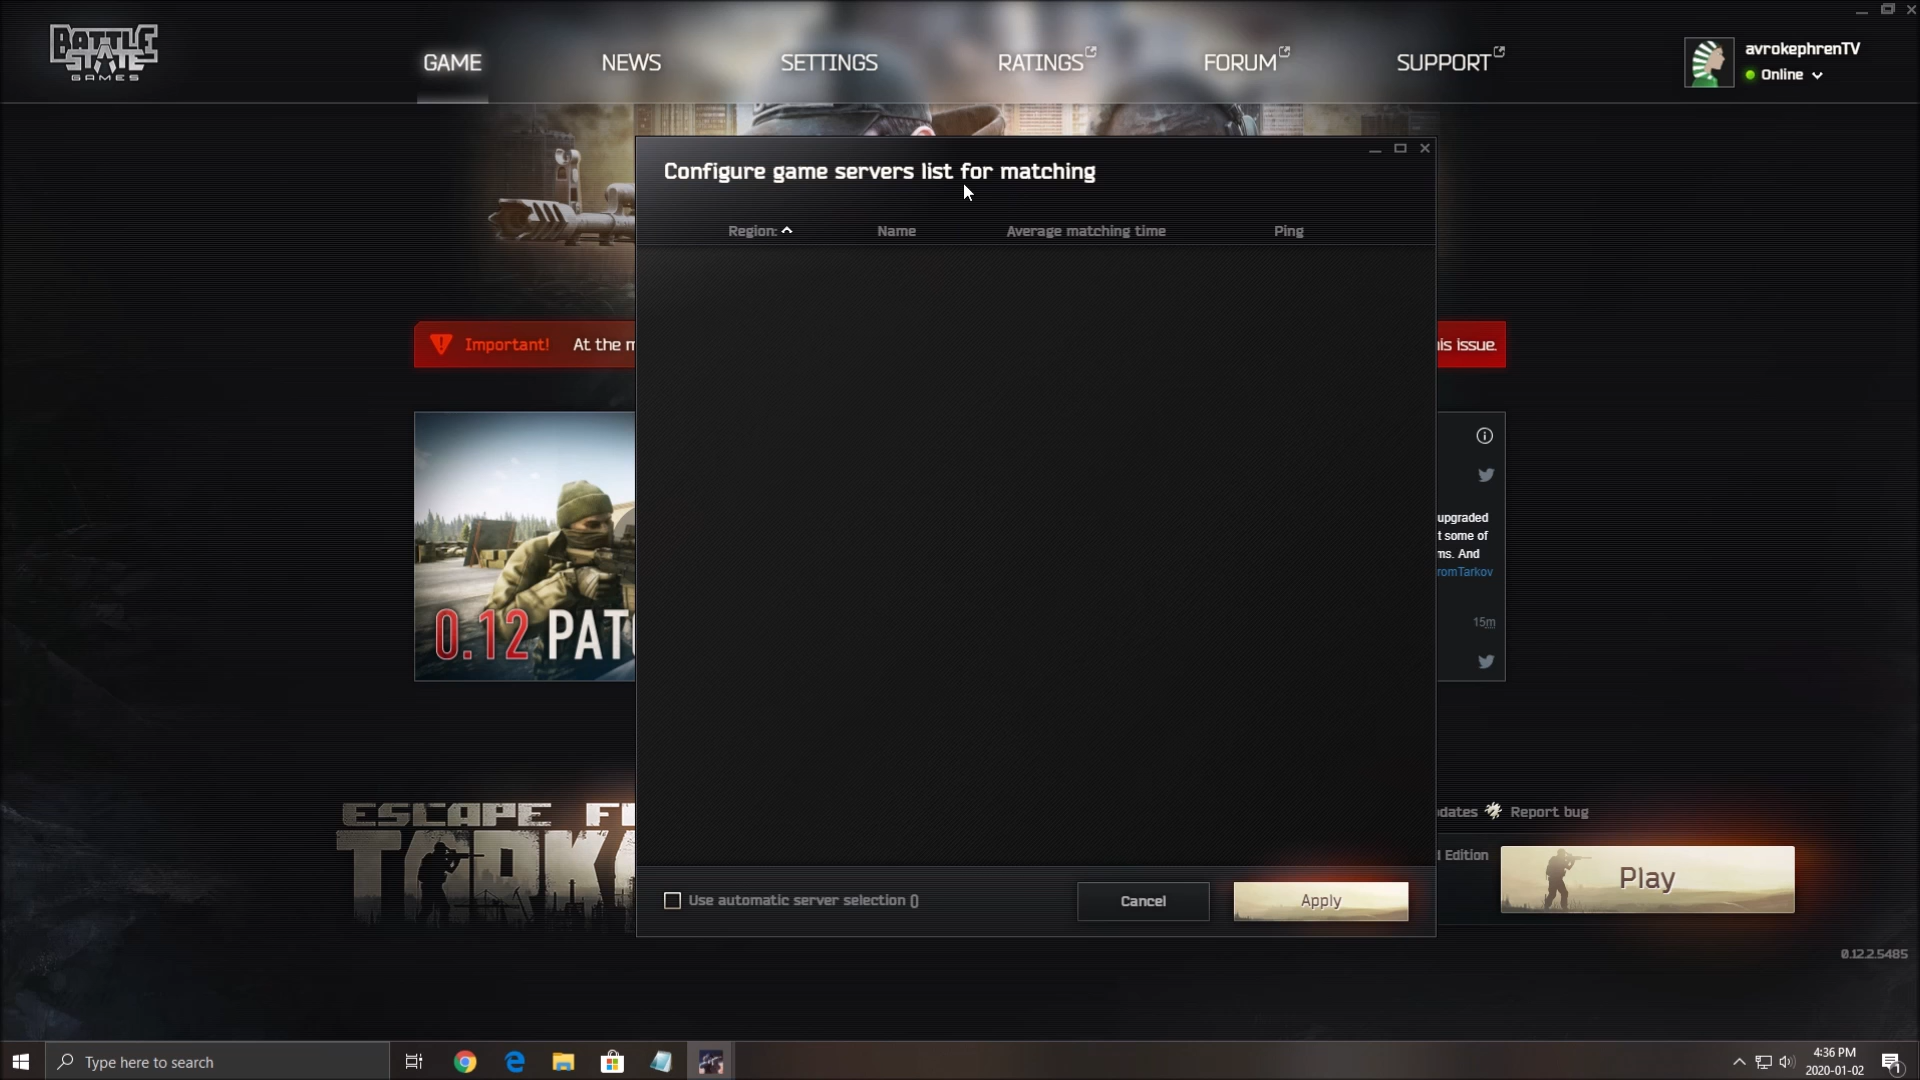 BATTLE
STATE
GAMES
GAME
NEWS
SETTINGS
RATINGS
FORUM
SUPPORT
avrokephrenTV
Online
Configure game servers list for matching
Region:
Name
Average matching time
Ping
Important!
At the m
is issue.
upgraded
t some of
ms. And
romTarkov
15m
0.12 PAT
ESCAPE F
TARK
dates
Report bug
Edition
Play
Use automatic server selection ()
Cancel
Apply
0.12.2.5485
Type here to search
4:36 PM
2020-01-02
1